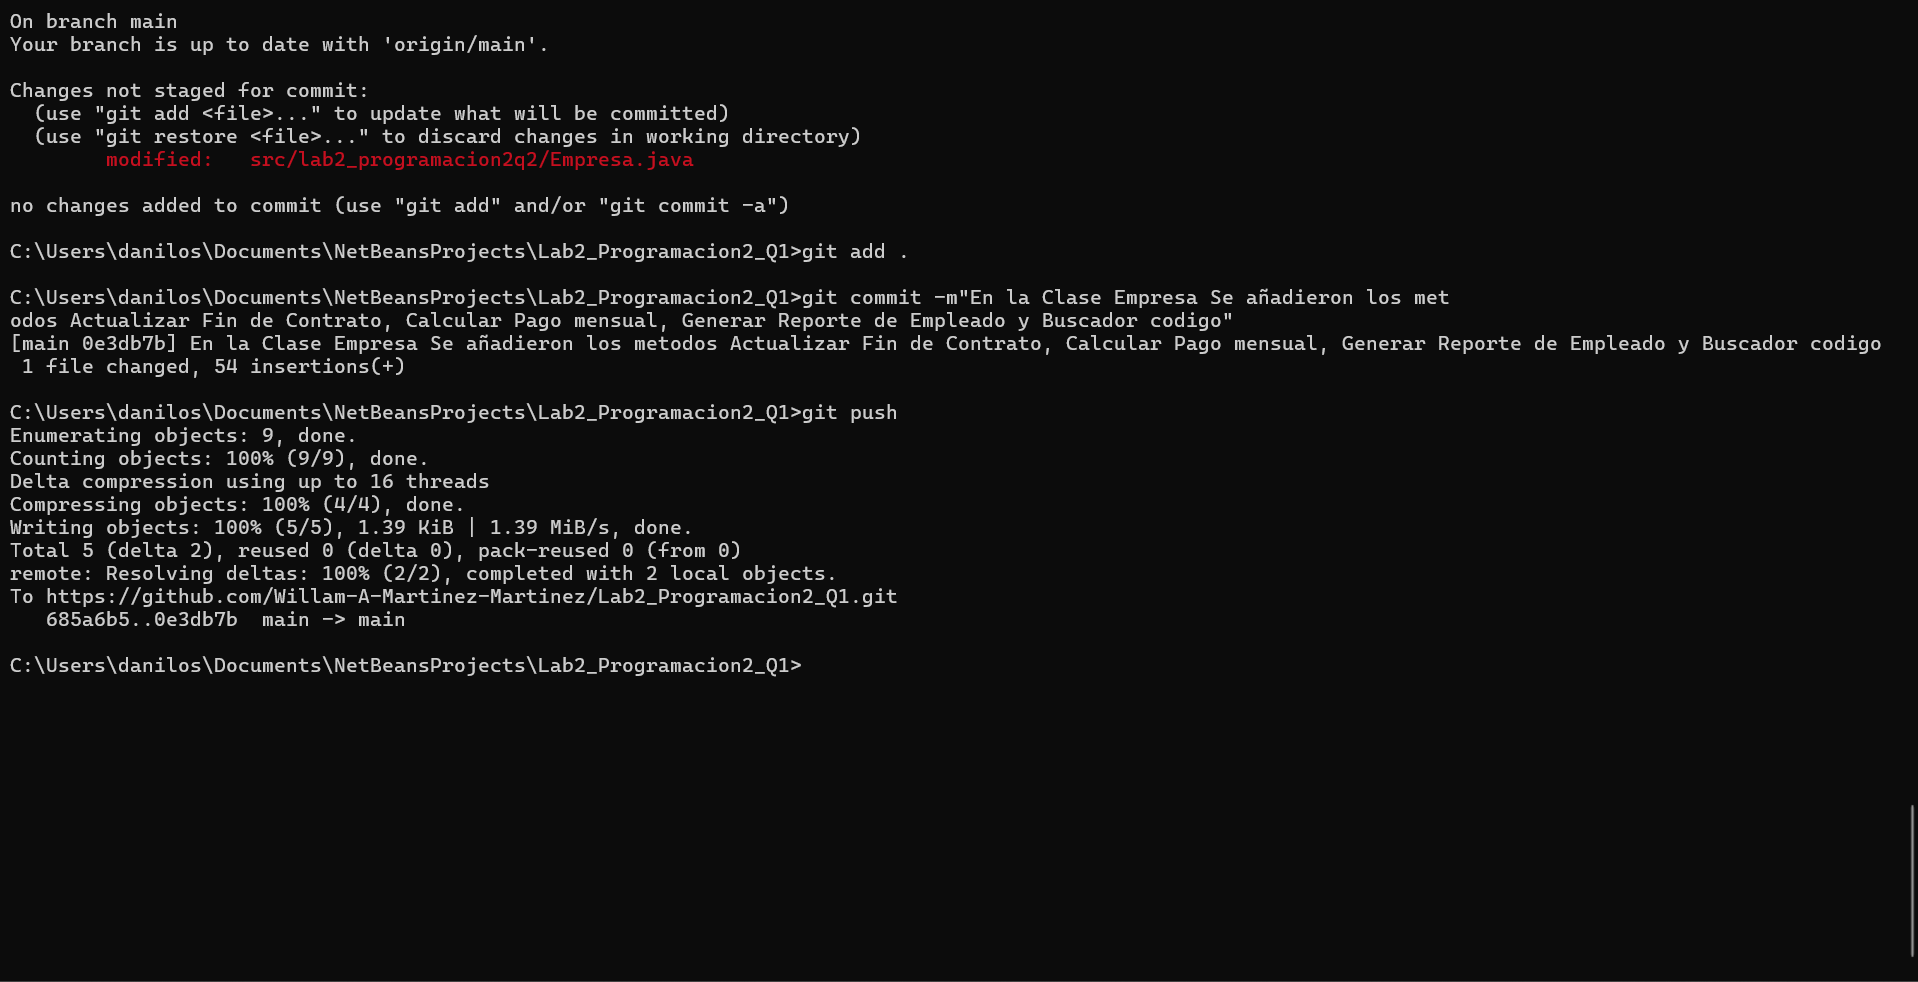 On branch main
Your branch is up to date with 'origin/main'.
Changes not staged for commit:
  (use "git add <file>..." to update what will be committed)
  (use "git restore <file>..." to discard changes in working directory)
        modified:   src/lab2_programacion2q2/Empresa.java
no changes added to commit (use "git add" and/or "git commit -a")
C:\Users\danilos\Documents\NetBeansProjects\Lab2_Programacion2_Q1>git add .
C:\Users\danilos\Documents\NetBeansProjects\Lab2_Programacion2_Q1>git commit -m"En la Clase Empresa Se añadieron los met
odos Actualizar Fin de Contrato, Calcular Pago mensual, Generar Reporte de Empleado y Buscador codigo"
[main 0e3db7b] En la Clase Empresa Se añadieron los metodos Actualizar Fin de Contrato, Calcular Pago mensual, Generar Reporte de Empleado y Buscador codigo
 1 file changed, 54 insertions(+)
C:\Users\danilos\Documents\NetBeansProjects\Lab2_Programacion2_Q1>git push
Enumerating objects: 9, done.
Counting objects: 100% (9/9), done.
Delta compression using up to 16 threads
Compressing objects: 100% (4/4), done.
Writing objects: 100% (5/5), 1.39 KiB | 1.39 MiB/s, done.
Total 5 (delta 2), reused 0 (delta 0), pack-reused 0 (from 0)
remote: Resolving deltas: 100% (2/2), completed with 2 local objects.
To https://github.com/Willam-A-Martinez-Martinez/Lab2_Programacion2_Q1.git
   685a6b5..0e3db7b  main -> main
C:\Users\danilos\Documents\NetBeansProjects\Lab2_Programacion2_Q1>